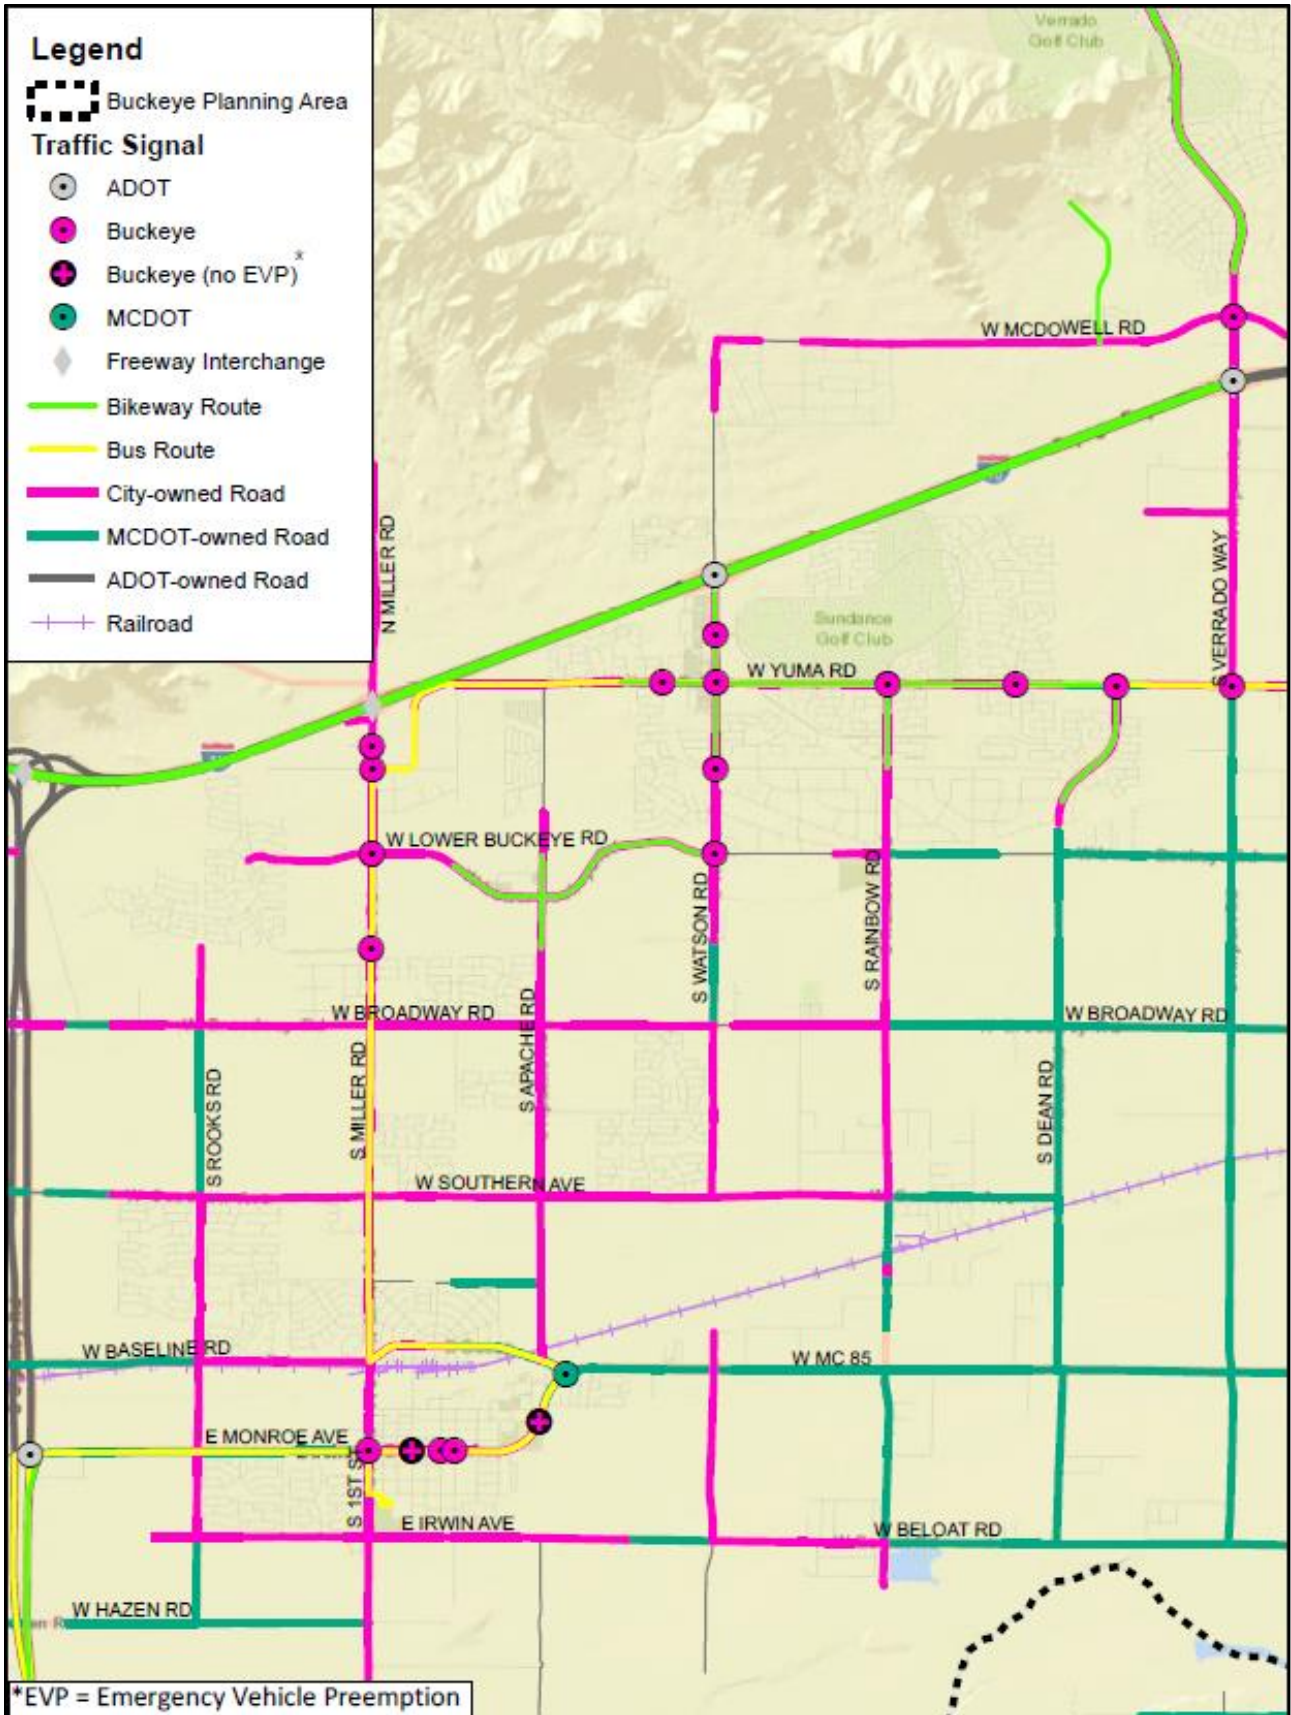 Legend
Buckeye Planning Area
Traffic Signal
ADOT
Buckeye
Buckeye (no EVP)*
MCDOT
Freeway Interchange
Bikeway Route
Bus Route
City-owned Road
MCDOT-owned Road
ADOT-owned Road
Railroad
Verrado
Golf Club
W MCDOWELL RD
N MILLER RD
S VERRADO WAY
Sundance
Golf Club
W YUMA RD
W LOWER BUCKEYE RD
S WATSON RD
S RAINBOW RD
W BROADWAY RD
S APACHE RD
W BROADWAY RD
S ROOKS RD
S MILLER RD
S DEAN RD
W SOUTHERN AVE
W BASELINE RD
W MC 85
E MONROE AVE
S 1ST ST
E IRWIN AVE
W BELOAT RD
W HAZEN RD
*EVP = Emergency Vehicle Preemption